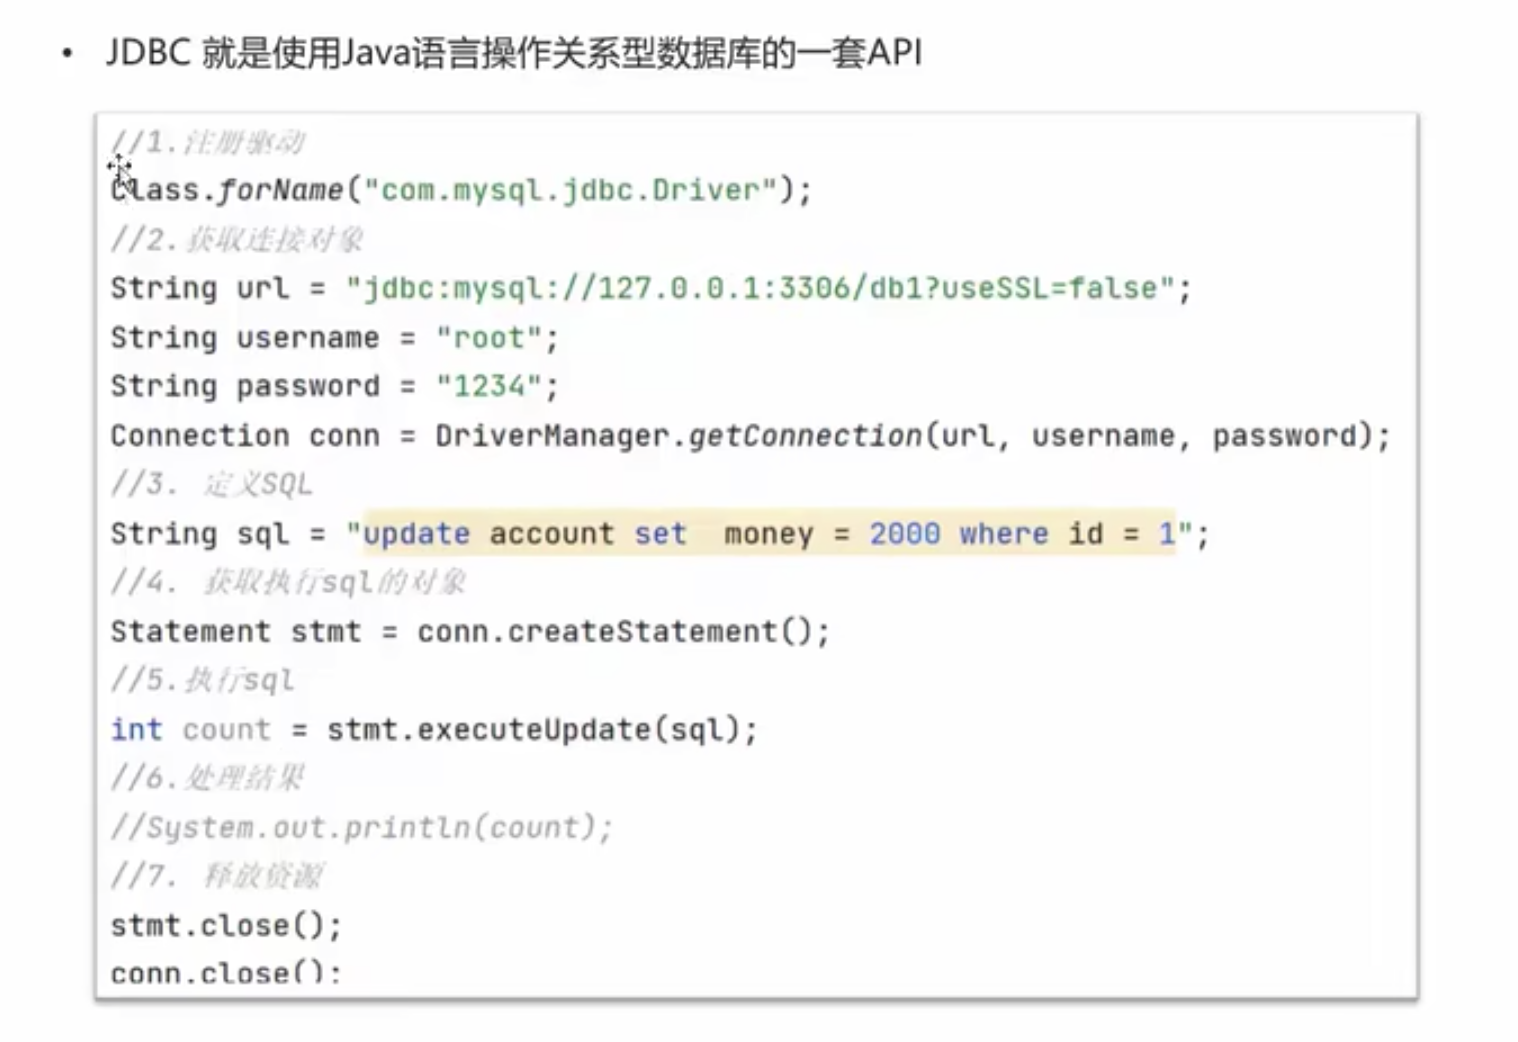 • JDBC 就是使用Java语言操作关系型数据库的一套API
//1.注册驱动
Class.forName("com.mysql.jdbc.Driver");
//2.获取连接对象
String url = "jdbc:mysql://127.0.0.1:3306/db1?useSSL=false";
String username = "root";
String password = "1234";
Connection conn = DriverManager.getConnection(url, username, password);
//3. 定义SQL
String sql = "update account set  money = 2000 where id = 1";
//4. 获取执行sql的对象
Statement stmt = conn.createStatement();
//5.执行sql
int count = stmt.executeUpdate(sql);
//6.处理结果
//System.out.println(count);
//7. 释放资源
stmt.close();
conn.close();